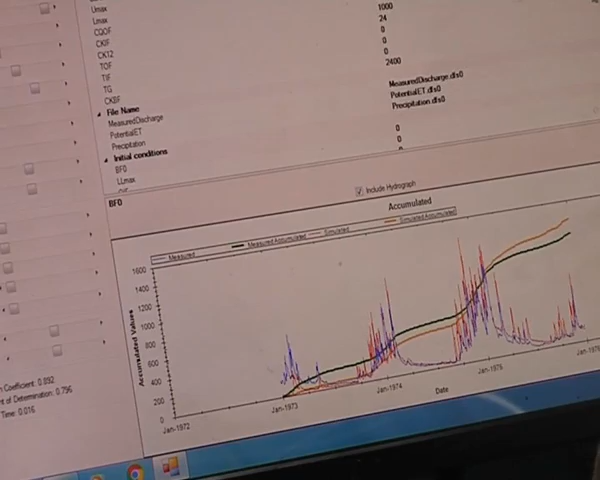 Umax
Lmax
CQOF
CKIF
CK12
TOF
TIF
TG
CKBF
1000
24
0
0
0
0
2400
File Name
MeasuredDischarge
MeasuredDischarge.dfs0
PotentialET
PotentialET.dfs0
Precipitation
Precipitation.dfs0
Initial conditions
BF0
0
LLmax
0
BF0
Include Hydrograph
Accumulated
Measured
Measured Accumulated
Simulated
Simulated Accumulated
Accumulated Values
1600
1400
1200
1000
800
600
400
200
0
Jan-1972
Jan-1973
Jan-1974
Jan-1975
Date
Coefficient: 0.892
of Determination: 0.796
Time: 0.016